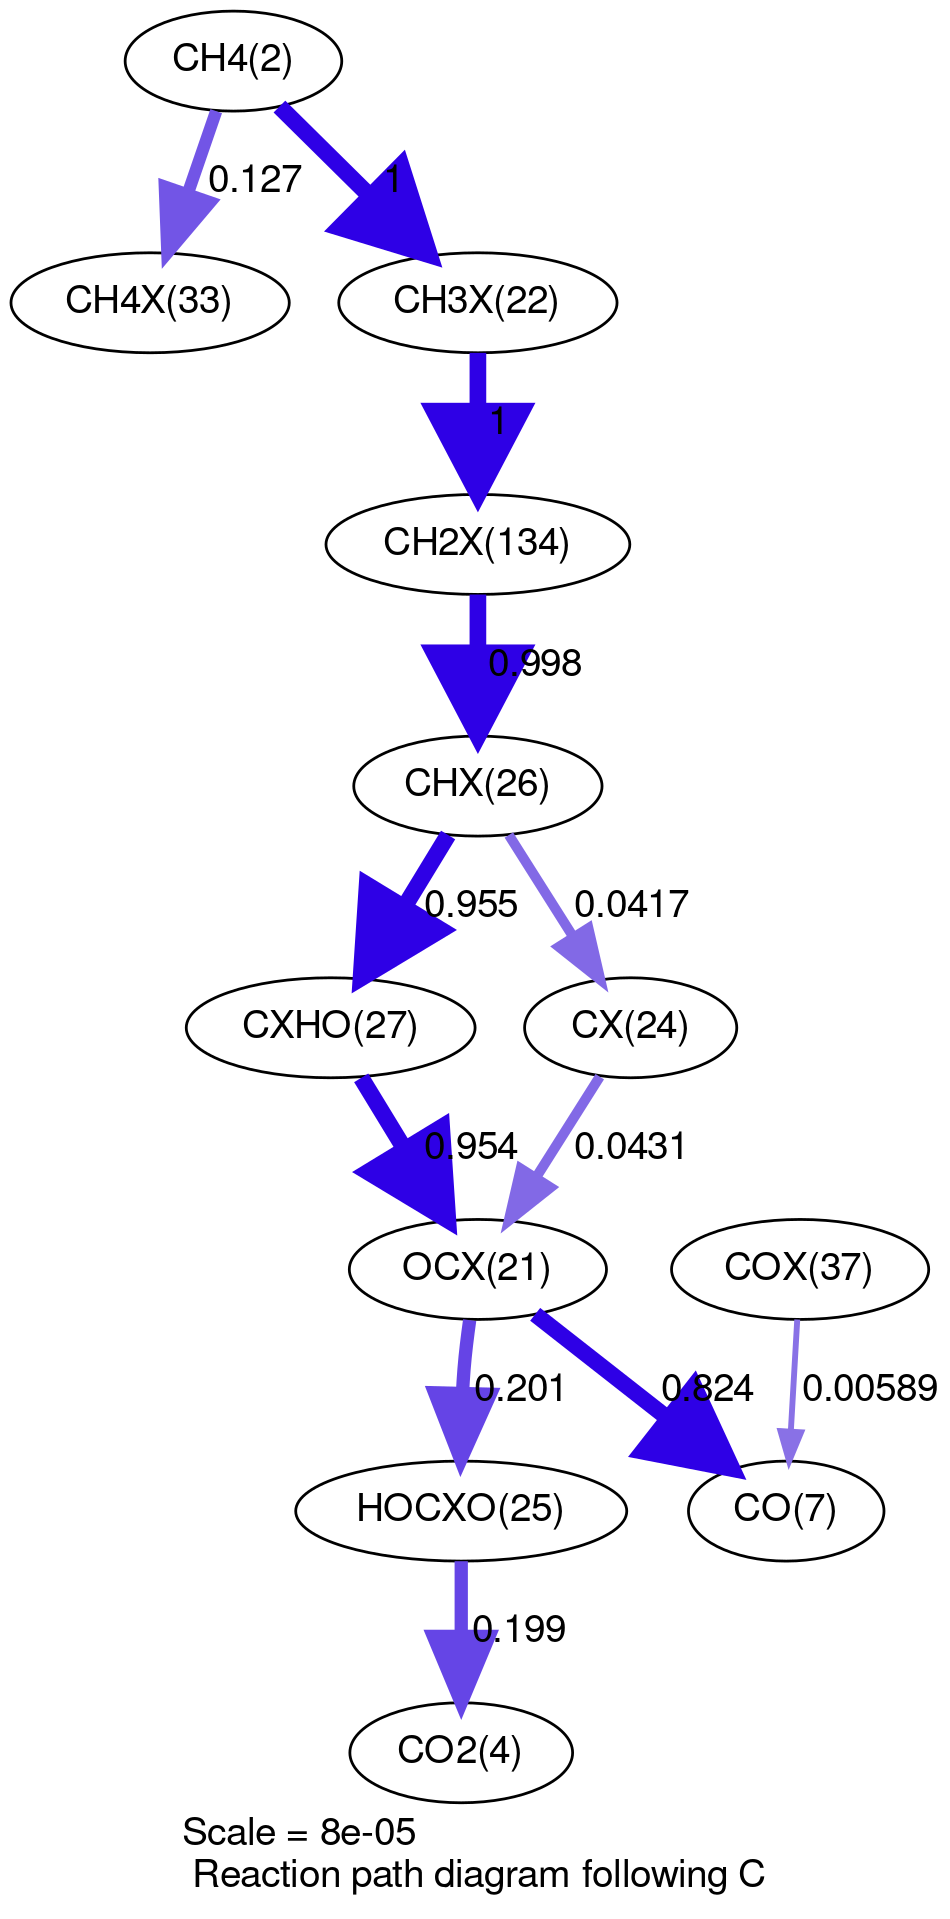 CH4(2)
0.127
1
CH4X(33)
CH3X(22)
1
CH2X(134)
0.998
CHX(26)
0.955
0.0417
CXHO(27)
CX(24)
0.954
0.0431
OCX(21)
COX(37)
0.201
0.824
0.00589
HOCXO(25)
CO(7)
0.199
CO2(4)
Scale = 8e-05
Reaction path diagram following C